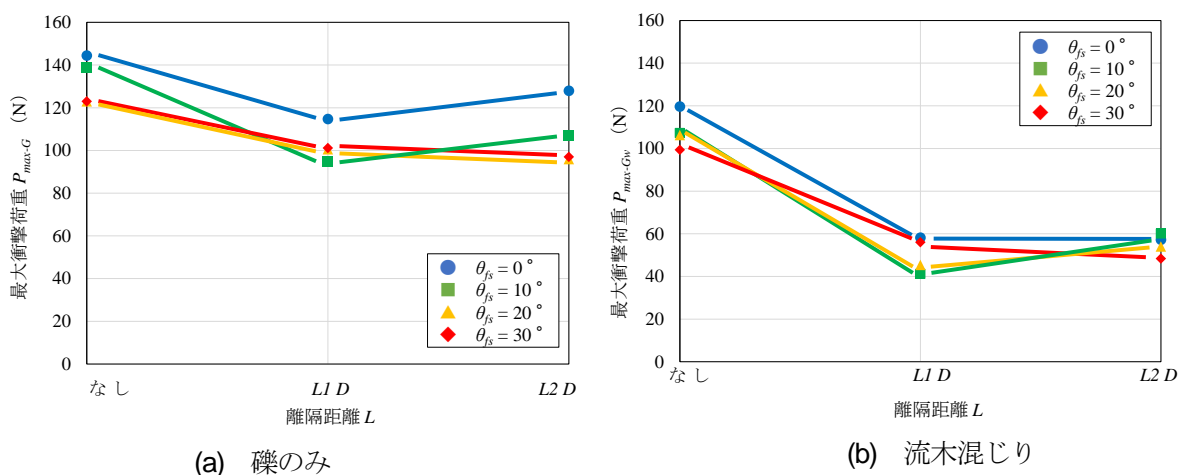 160
140
120
100
80
60
40
20
0
最大衝撃荷重 Pmax-G (N)
θfs = 0°
θfs = 10°
θfs = 20°
θfs = 30°
なし
L1 D
L2 D
離隔距離 L
(a) 礫のみ
160
140
120
100
80
60
40
20
0
最大衝撃荷重 Pmax-Gw (N)
θfs = 0°
θfs = 10°
θfs = 20°
θfs = 30°
なし
L1 D
L2 D
離隔距離 L
(b) 流木混じり